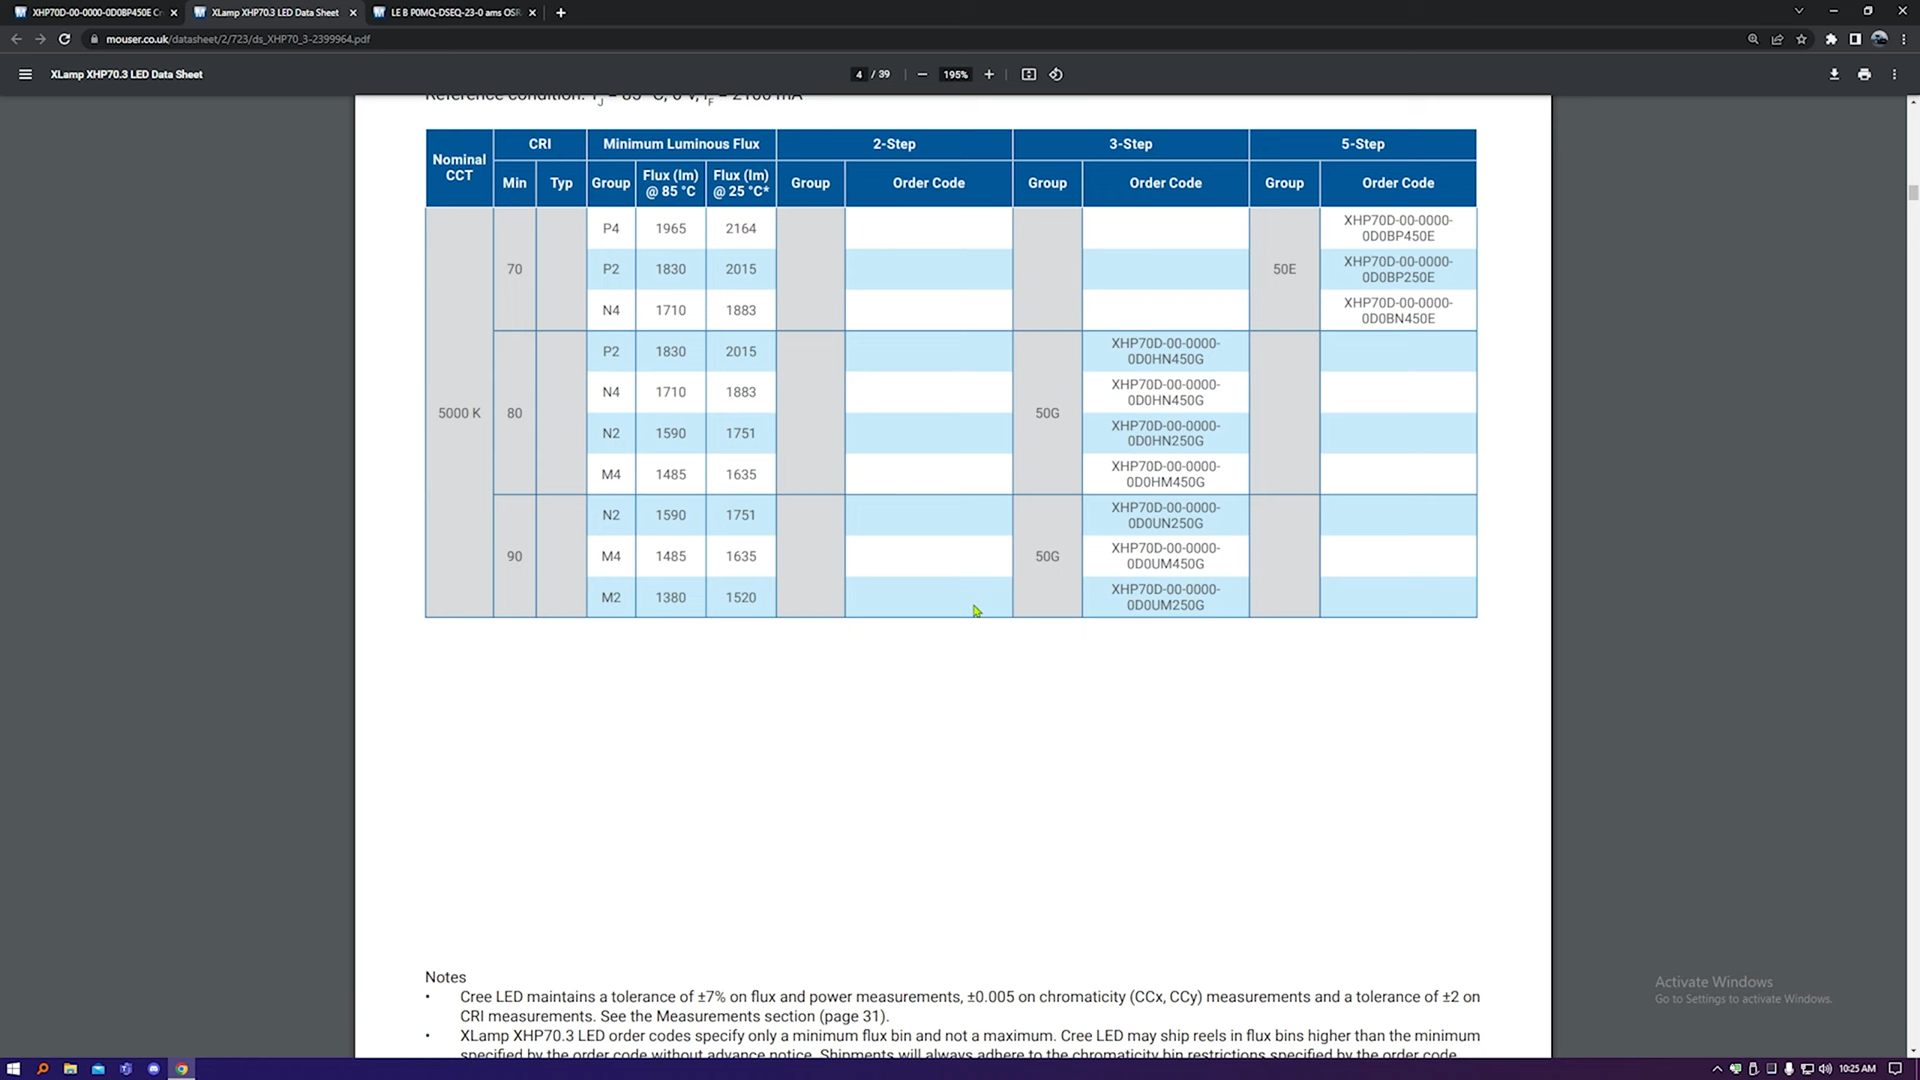 XHP70D-00-0000-0D0BP450E Cr
XLamp XHP70.3 LED Data Sheet
LE B P0MQ-DSEQ-23-0 ams OSR
mouser.co.uk/datasheet/2/723/ds_XHP70_3-2399964.pdf
XLamp XHP70.3 LED Data Sheet
4 / 39
195%
Reference condition: TJ = 85 °C, 6 V, IF = 2100 mA
Nominal CCT
CRI
Minimum Luminous Flux
2-Step
3-Step
5-Step
Min
Typ
Group
Flux (lm) @ 85 °C
Flux (lm) @ 25 °C*
Group
Order Code
Group
Order Code
Group
Order Code
5000 K
70
P4 1965 2164
XHP70D-00-0000-
0D0BP450E
P2 1830 2015
50E
XHP70D-00-0000-
0D0BP250E
N4 1710 1883
XHP70D-00-0000-
0D0BN450E
80
P2 1830 2015
50G
XHP70D-00-0000-
0D0HN450G
N4 1710 1883
XHP70D-00-0000-
0D0HN450G
N2 1590 1751
XHP70D-00-0000-
0D0HN250G
M4 1485 1635
XHP70D-00-0000-
0D0HM450G
90
N2 1590 1751
50G
XHP70D-00-0000-
0D0UN250G
M4 1485 1635
XHP70D-00-0000-
0D0UM450G
M2 1380 1520
XHP70D-00-0000-
0D0UM250G
Notes
• Cree LED maintains a tolerance of ±7% on flux and power measurements, ±0.005 on chromaticity (CCx, CCy) measurements and a tolerance of ±2 on
CRI measurements. See the Measurements section (page 31).
• XLamp XHP70.3 LED order codes specify only a minimum flux bin and not a maximum. Cree LED may ship reels in flux bins higher than the minimum
specified by the order code without advance notice. Shipments will always adhere to the chromaticity bin restrictions specified by the order code.
Activate Windows
Go to Settings to activate Windows.
10:25 AM